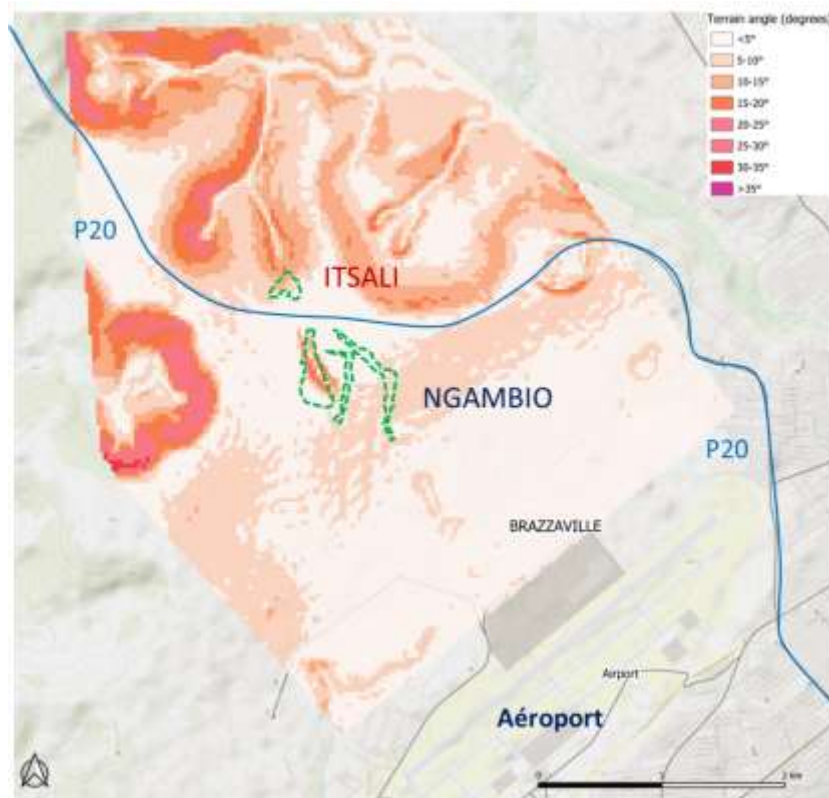 Terrain angle (degrees)
<5°
5-10°
10-15°
15-20°
20-25°
25-30°
30-35°
>35°
P20
ITSALI
NGAMBIO
P20
BRAZZAVILLE
Airport
Aéroport
0
1
2 km